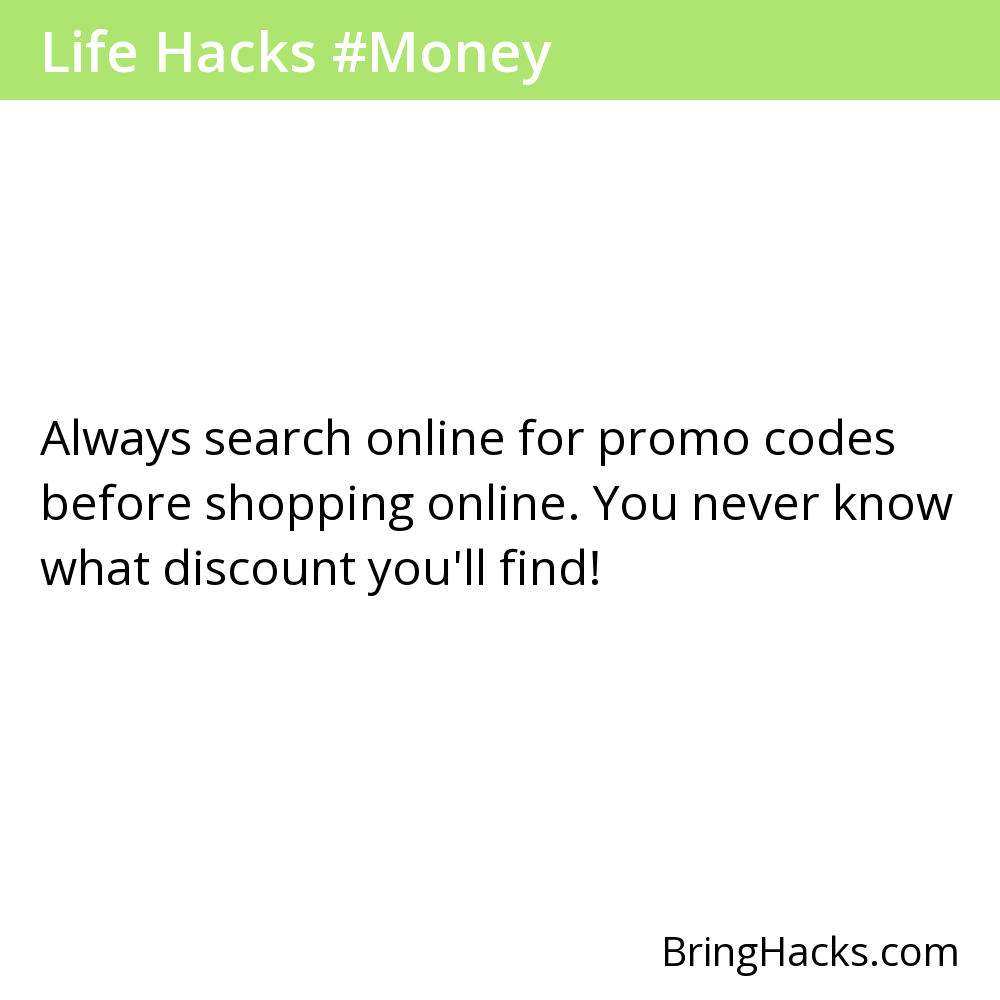 Life Hacks #Money
Always search online for promo codes
before shopping online. You never know
what discount you'll find!
BringHacks.com